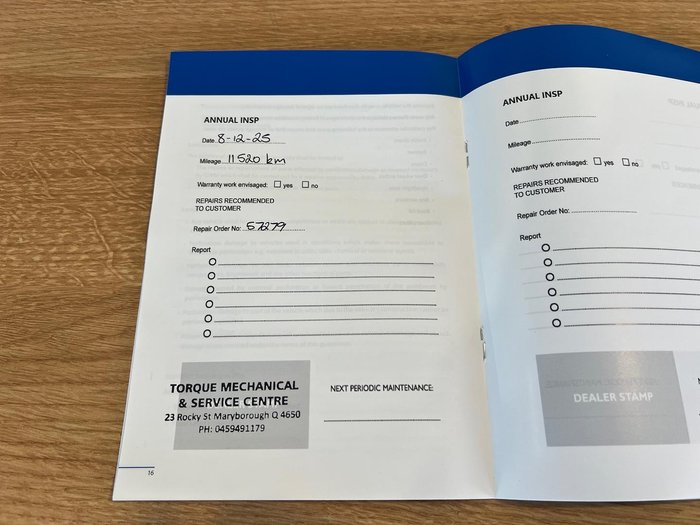 ANNUAL INSP
Date 8-12-25
Mileage 11520 km
Warranty work envisaged: yes no
REPAIRS RECOMMENDED
TO CUSTOMER
Repair Order No: 57279
Report
TORQUE MECHANICAL
& SERVICE CENTRE
23 Rocky St Maryborough Q 4650
PH: 0459491179
NEXT PERIODIC MAINTENANCE:
16
ANNUAL INSP
Date
Mileage
Warranty work envisaged: yes no
REPAIRS RECOMMENDED
TO CUSTOMER
Repair Order No:
Report
DEALER STAMP